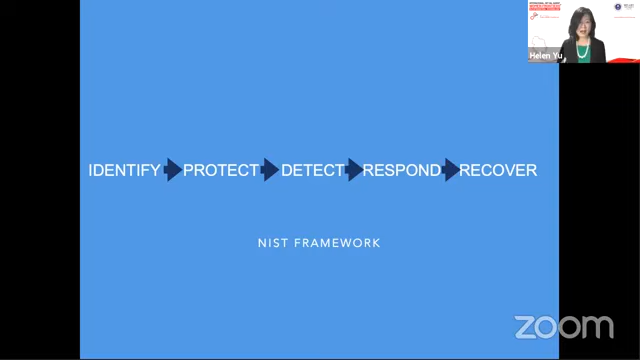 Helen Yu
IDENTIFY PROTECT DETECT RESPOND RECOVER
NIST FRAMEWORK
zoom